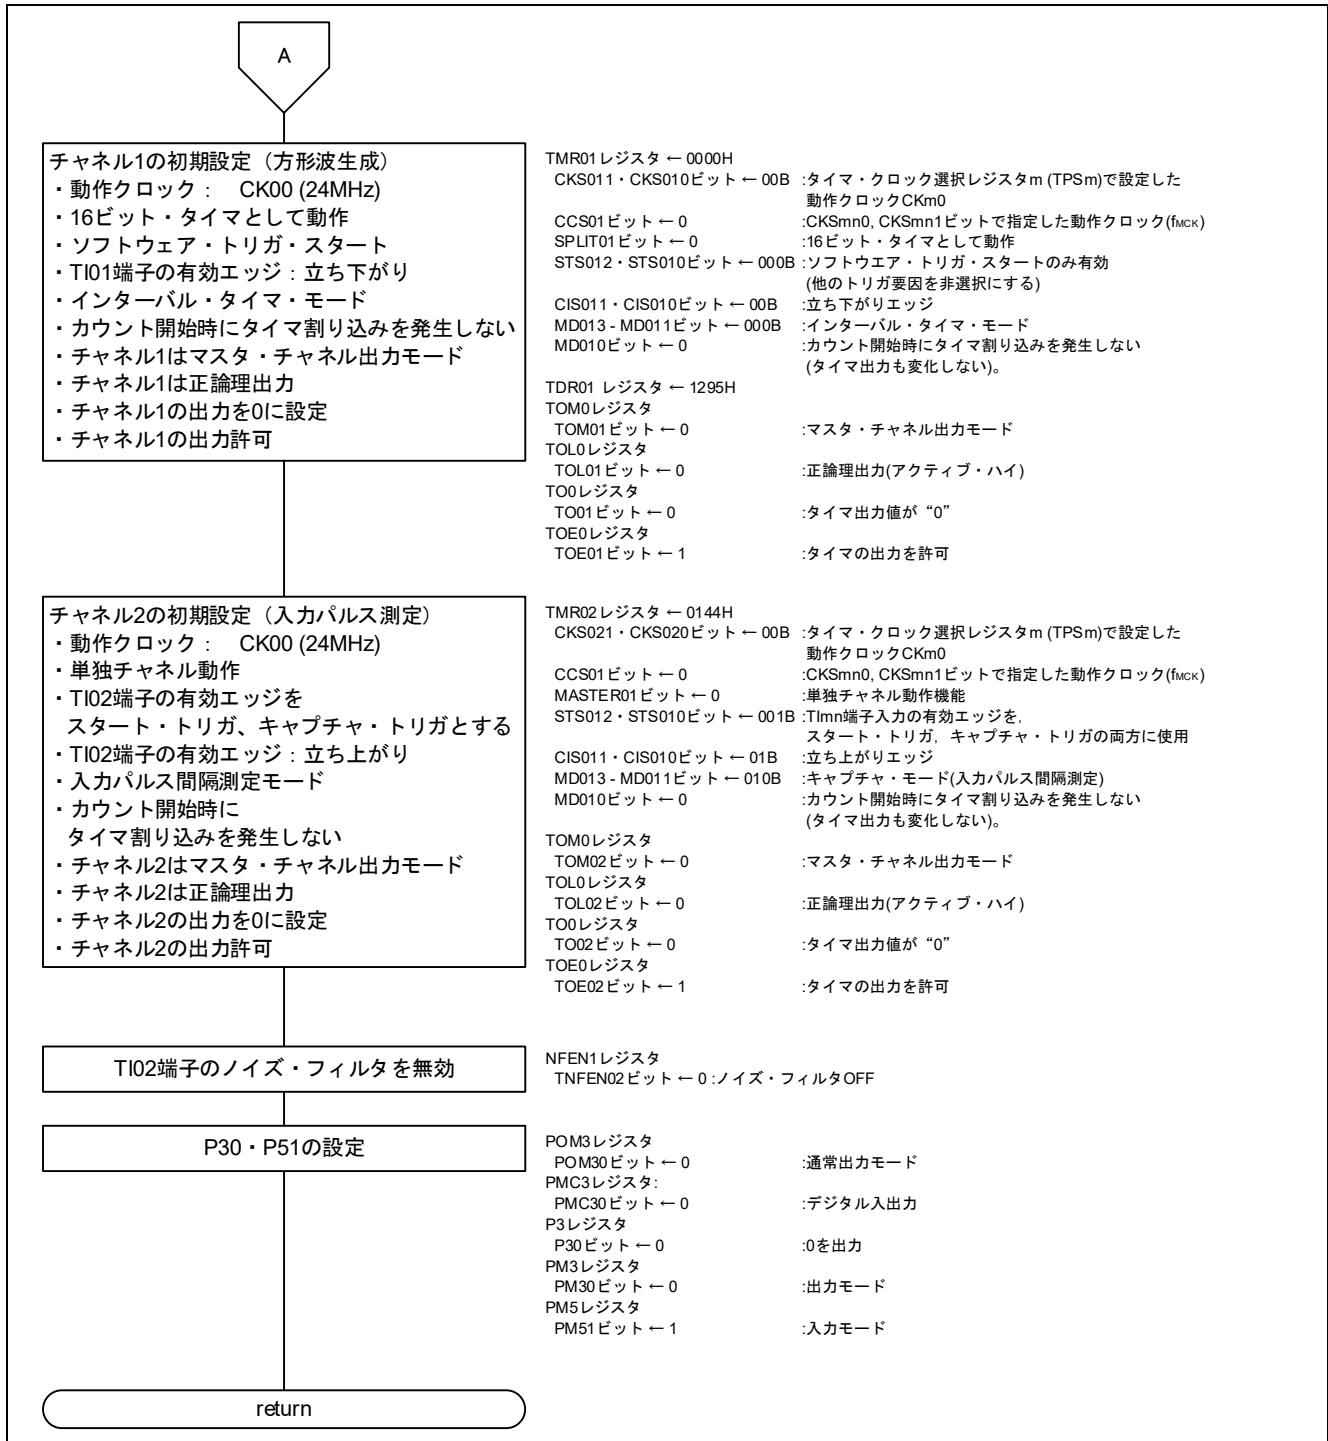 A
チャネル1の初期設定（方形波生成）
・動作クロック： CK00 (24MHz)
・16ビット・タイマとして動作
・ソフトウェア・トリガ・スタート
・TI01端子の有効エッジ：立ち下がり
・インターバル・タイマ・モード
・カウント開始時にタイマ割り込みを発生しない
・チャネル1はマスタ・チャネル出力モード
・チャネル1は正論理出力
・チャネル1の出力を0に設定
・チャネル1の出力許可
TMR01レジスタ ← 0000H
CKS011・CKS010ビット ← 00B :タイマ・クロック選択レジスタm (TPSm)で設定した
動作クロックCKm0
CCS01ビット ← 0 :CKSmn0, CKSmn1ビットで指定した動作クロック(fMCK)
SPLIT01ビット ← 0 :16ビット・タイマとして動作
STS012・STS010ビット ← 000B :ソフトウエア・トリガ・スタートのみ有効
(他のトリガ要因を非選択にする)
CIS011・CIS010ビット ← 00B :立ち下がりエッジ
MD013 - MD011ビット ← 000B :インターバル・タイマ・モード
MD010ビット ← 0 :カウント開始時にタイマ割り込みを発生しない
(タイマ出力も変化しない)。
TDR01 レジスタ ← 1295H
TOM0レジスタ
TOM01ビット ← 0 :マスタ・チャネル出力モード
TOL0レジスタ
TOL01ビット ← 0 :正論理出力(アクティブ・ハイ)
TO0レジスタ
TO01ビット ← 0 :タイマ出力値が“0”
TOE0レジスタ
TOE01ビット ← 1 :タイマの出力を許可
チャネル2の初期設定（入力パルス測定）
・動作クロック： CK00 (24MHz)
・単独チャネル動作
・TI02端子の有効エッジを
スタート・トリガ、キャプチャ・トリガとする
・TI02端子の有効エッジ：立ち上がり
・入力パルス間隔測定モード
・カウント開始時に
タイマ割り込みを発生しない
・チャネル2はマスタ・チャネル出力モード
・チャネル2は正論理出力
・チャネル2の出力を0に設定
・チャネル2の出力許可
TMR02レジスタ ← 0144H
CKS021・CKS020ビット ← 00B :タイマ・クロック選択レジスタm (TPSm)で設定した
動作クロックCKm0
CCS01ビット ← 0 :CKSmn0, CKSmn1ビットで指定した動作クロック(fMCK)
MASTER01ビット ← 0 :単独チャネル動作機能
STS012・STS010ビット ← 001B :TImn端子入力の有効エッジを,
スタート・トリガ, キャプチャ・トリガの両方に使用
CIS011・CIS010ビット ← 01B :立ち上がりエッジ
MD013 - MD011ビット ← 010B :キャプチャ・モード(入力パルス間隔測定)
MD010ビット ← 0 :カウント開始時にタイマ割り込みを発生しない
(タイマ出力も変化しない)。
TOM0レジスタ
TOM02ビット ← 0 :マスタ・チャネル出力モード
TOL0レジスタ
TOL02ビット ← 0 :正論理出力(アクティブ・ハイ)
TO0レジスタ
TO02ビット ← 0 :タイマ出力値が“0”
TOE0レジスタ
TOE02ビット ← 1 :タイマの出力を許可
TI02端子のノイズ・フィルタを無効
NFEN1レジスタ
TNFEN02ビット ← 0 :ノイズ・フィルタOFF
P30・P51の設定
POM3レジスタ
POM30ビット ← 0 :通常出力モード
PMC3レジスタ:
PMC30ビット ← 0 :デジタル入出力
P3レジスタ
P30ビット ← 0 :0を出力
PM3レジスタ
PM30ビット ← 0 :出力モード
PM5レジスタ
PM51ビット ← 1 :入力モード
return